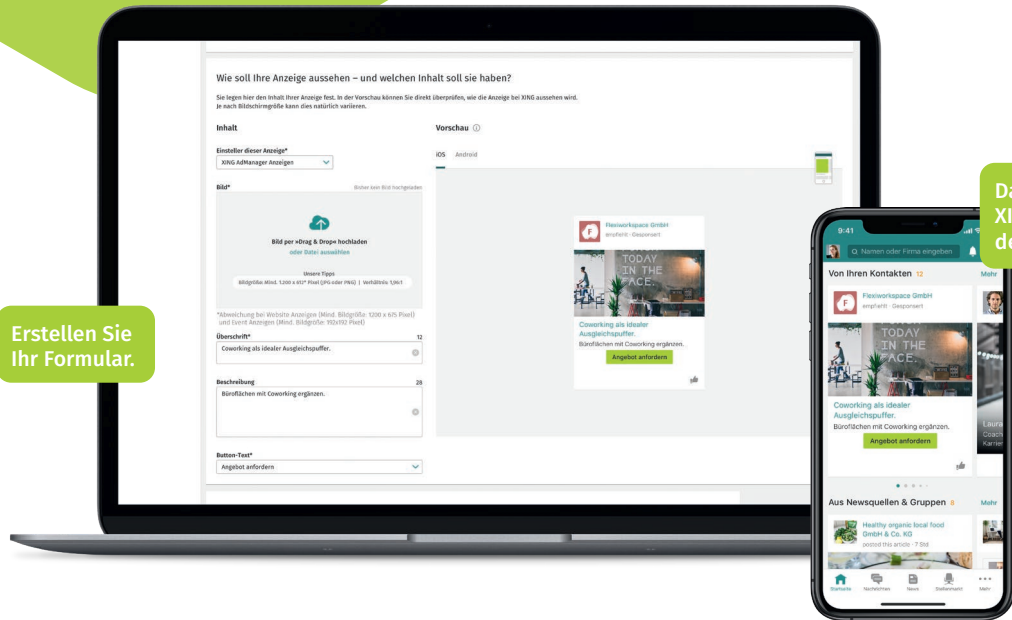 Wie soll Ihre Anzeige aussehen – und welchen Inhalt soll sie haben?
Sie legen hier den Inhalt Ihrer Anzeige fest. In der Vorschau können Sie direkt überprüfen, wie die Anzeige bei XING aussehen wird.
Je nach Bildschirmgröße kann dies natürlich variieren.
Inhalt
Einsteller dieser Anzeige*
XING AdManager Anzeigen
Bild*
Bisher kein Bild hochgeladen
Bild per »Drag & Drop« hochladen
oder Datei auswählen
Unsere Tipps
Bildgröße Mind. 1.200 x 612* Pixel (JPG oder PNG) | Verhältnis 1,96:1
*Abweichung bei Website Anzeigen (Mind. Bildgröße: 1200 x 675 Pixel)
und Event Anzeigen (Mind. Bildgröße: 192x192 Pixel)
Überschrift*
12
Coworking als idealer Ausgleichspuffer.
Beschreibung
28
Büroflächen mit Coworking ergänzen.
Button-Text*
Angebot anfordern
Vorschau
iOS Android
F
Flexiworkspace GmbH
empfiehlt · Gesponsert
TODAY
IN THE
FACE.
Coworking als idealer
Ausgleichspuffer.
Büroflächen mit Coworking ergänzen.
Angebot anfordern
Erstellen Sie
Ihr Formular.
9:41
Namen oder Firma eingeben
Von Ihren Kontakten 12
Mehr
F
Flexiworkspace GmbH
empfiehlt · Gesponsert
TODAY
IN THE
FACE.
Coworking als idealer
Ausgleichspuffer.
Büroflächen mit Coworking ergänzen.
Angebot anfordern
Laura
Coach
Karrier
Aus Newsquellen & Gruppen 8
Mehr
Healthy organic local food
GmbH & Co. KG
posted this article · 7 Std
Startseite
Nachrichten
News
Stellenmarkt
Mehr